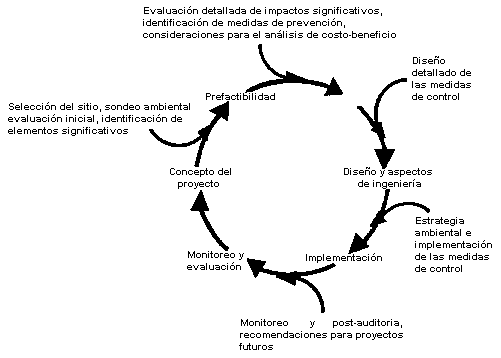 Evaluación detallada de impactos significativos,
identificación de medidas de prevención,
consideraciones para el análisis de costo-beneficio
Diseño
detallado de
las medidas
de control
Prefactibilidad
Selección del sitio, sondeo ambiental
evaluación inicial, identificación de
elementos significativos
Concepto del
proyecto
Diseño y aspectos
de ingeniería
Estrategia
ambiental e
implementación
de las medidas
de control
Monitoreo y
evaluación
Implementación
Monitoreo y post-auditoria,
recomendaciones para proyectos
futuros